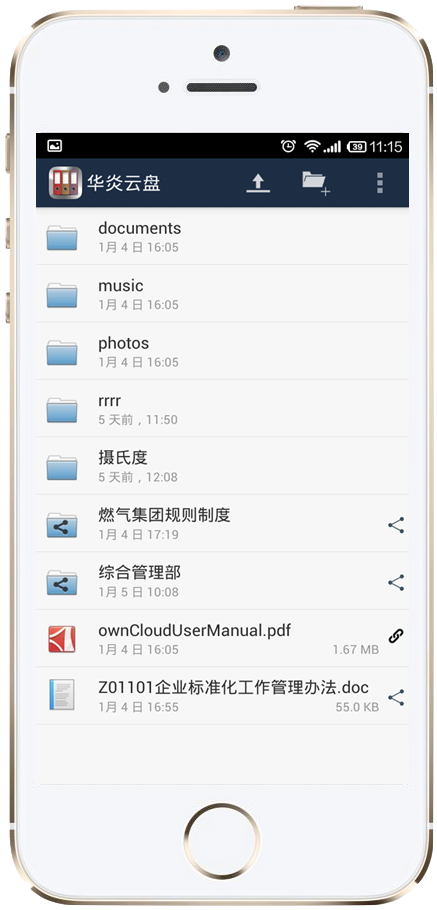 39 11:15
华炎云盘
documents
1月 4 日 16:05
music
1月 4 日 16:05
photos
1月 4 日 16:05
rrrr
5 天前，11:50
摄氏度
5 天前，12:08
燃气集团规则制度
1月 4 日 17:19
综合管理部
1月 5 日 10:08
ownCloudUserManual.pdf
1月 4 日 16:05 1.67 MB
Z01101企业标准化工作管理办法.doc
1月 4 日 16:55 55.0 KB